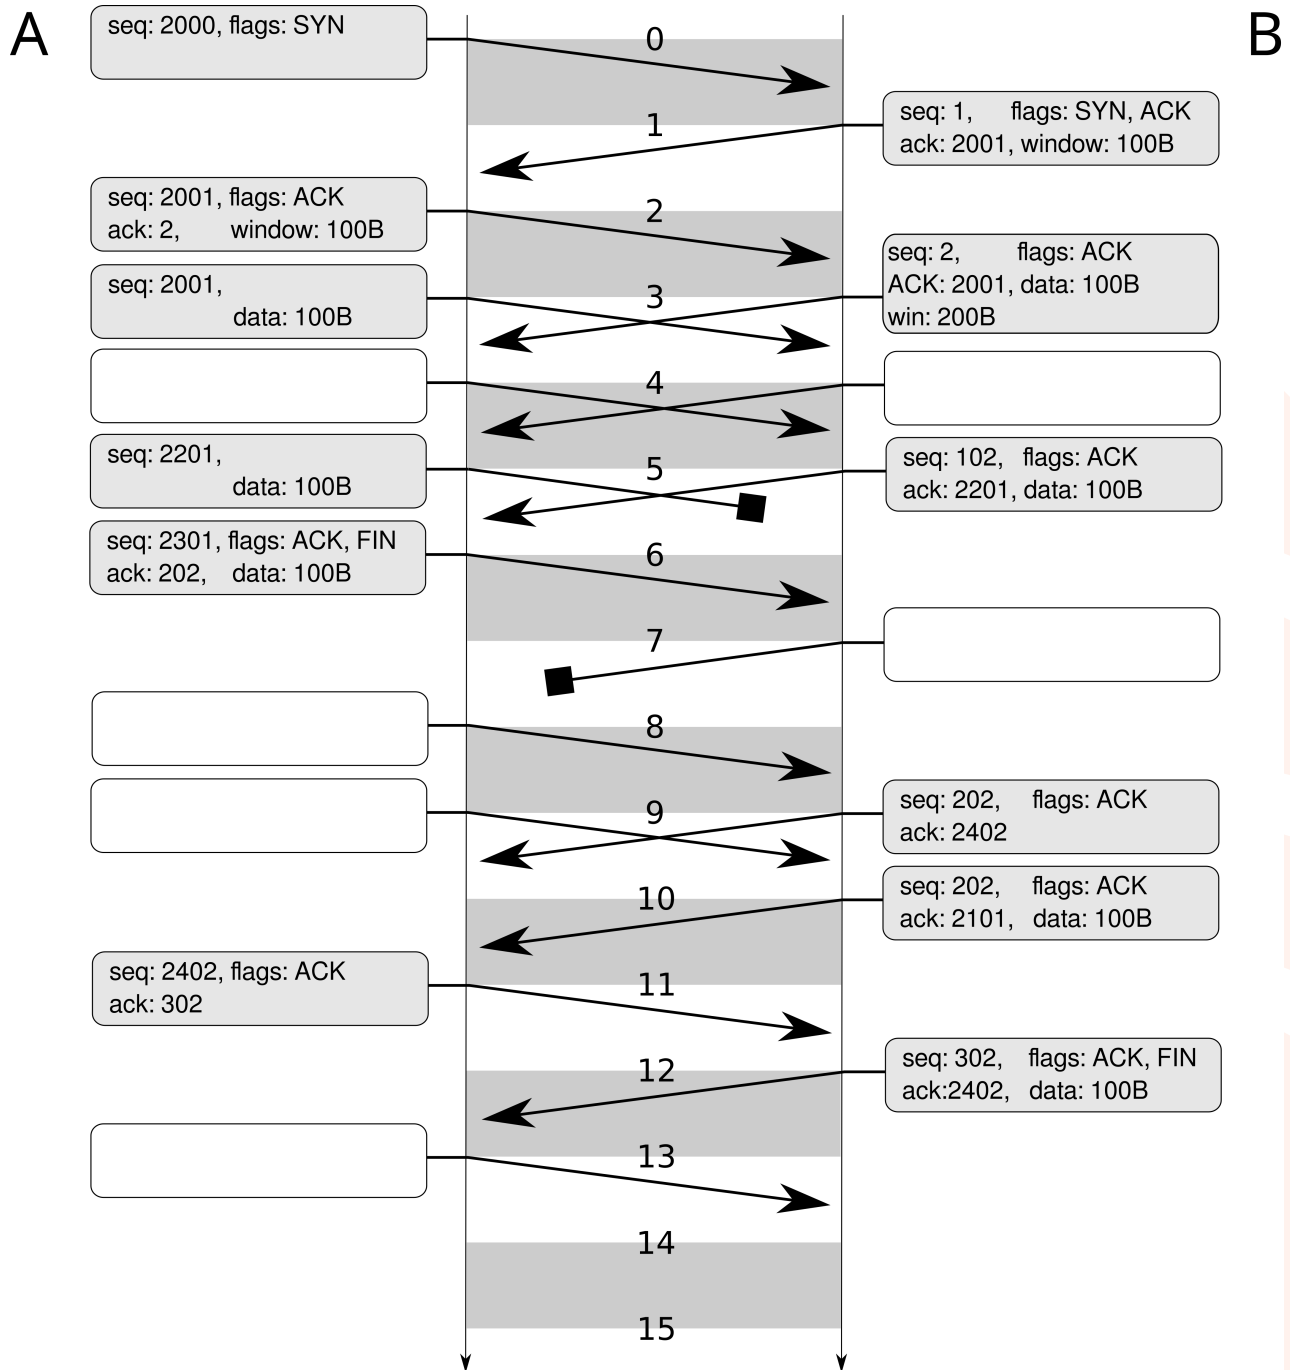 A
B
seq: 2000, flags: SYN
0
1
seq: 1, flags: SYN, ACK
ack: 2001, window: 100B
seq: 2001, flags: ACK
ack: 2, window: 100B
2
seq: 2, flags: ACK
ACK: 2001, data: 100B
win: 200B
seq: 2001,
data: 100B
3
4
seq: 2201,
data: 100B
5
seq: 102, flags: ACK
ack: 2201, data: 100B
seq: 2301, flags: ACK, FIN
ack: 202, data: 100B
6
7
8
9
seq: 202, flags: ACK
ack: 2402
10
seq: 202, flags: ACK
ack: 2101, data: 100B
seq: 2402, flags: ACK
ack: 302
11
12
seq: 302, flags: ACK, FIN
ack:2402, data: 100B
13
14
15